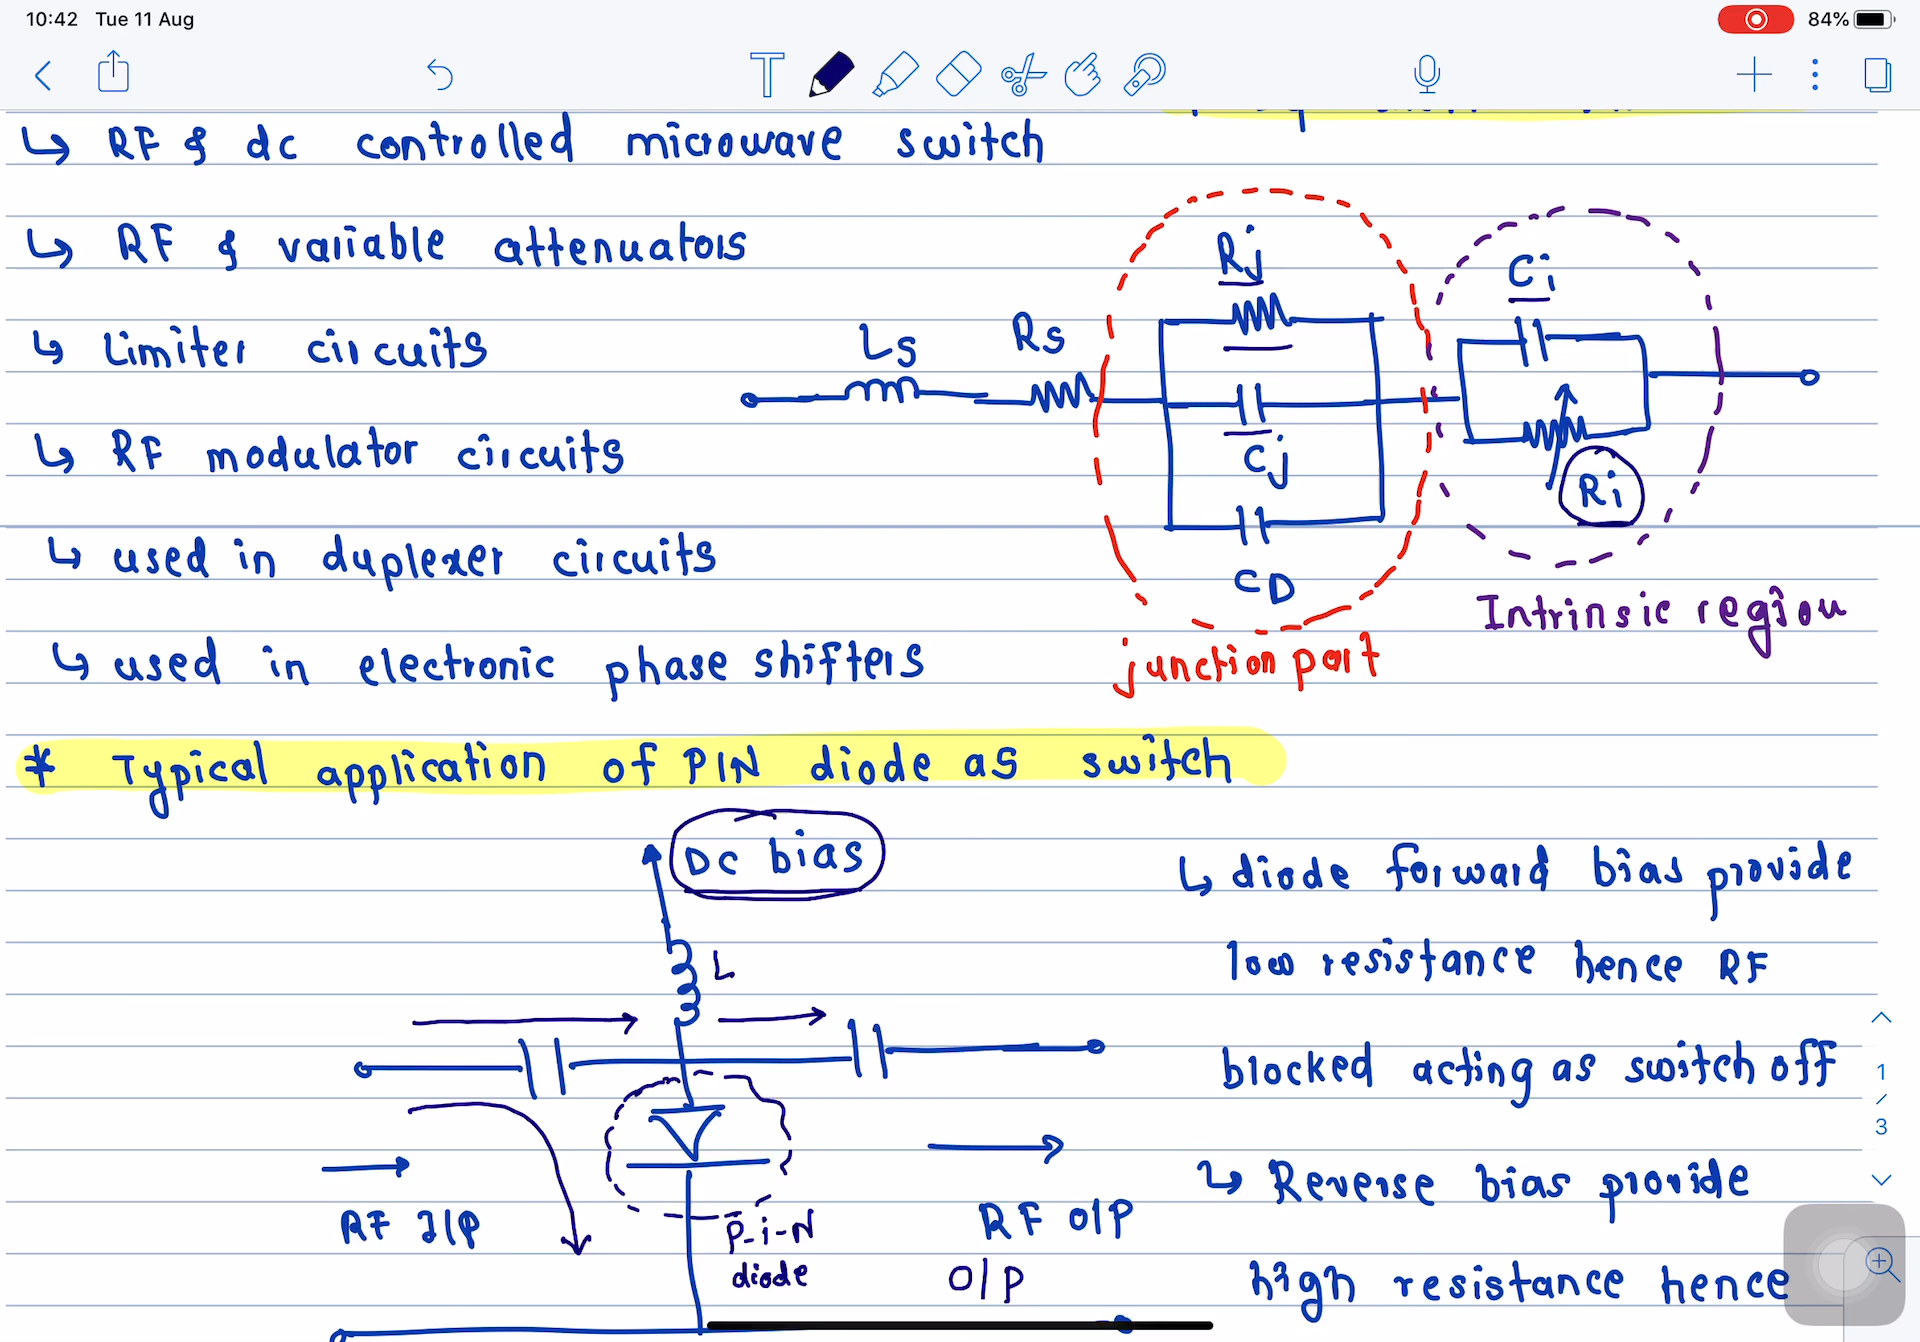 10:42 Tue 11 Aug
84%
↳ RF & dc controlled microwave switch
↳ RF & variable attenuators
↳ Limiter circuits
↳ RF modulator circuits
↳ used in duplexer circuits
↳ used in electronic phase shifters
Ls
Rs
Rj
Cj
CD
Ci
Ri
junction part
Intrinsic region
* Typical application of PIN diode as switch
DC bias
L
RF I/P
P-i-N
diode
RF O/P
O/P
↳ diode forward bias provide
low resistance hence RF
blocked acting as switch off
↳ Reverse bias provide
high resistance hence
1
/
3